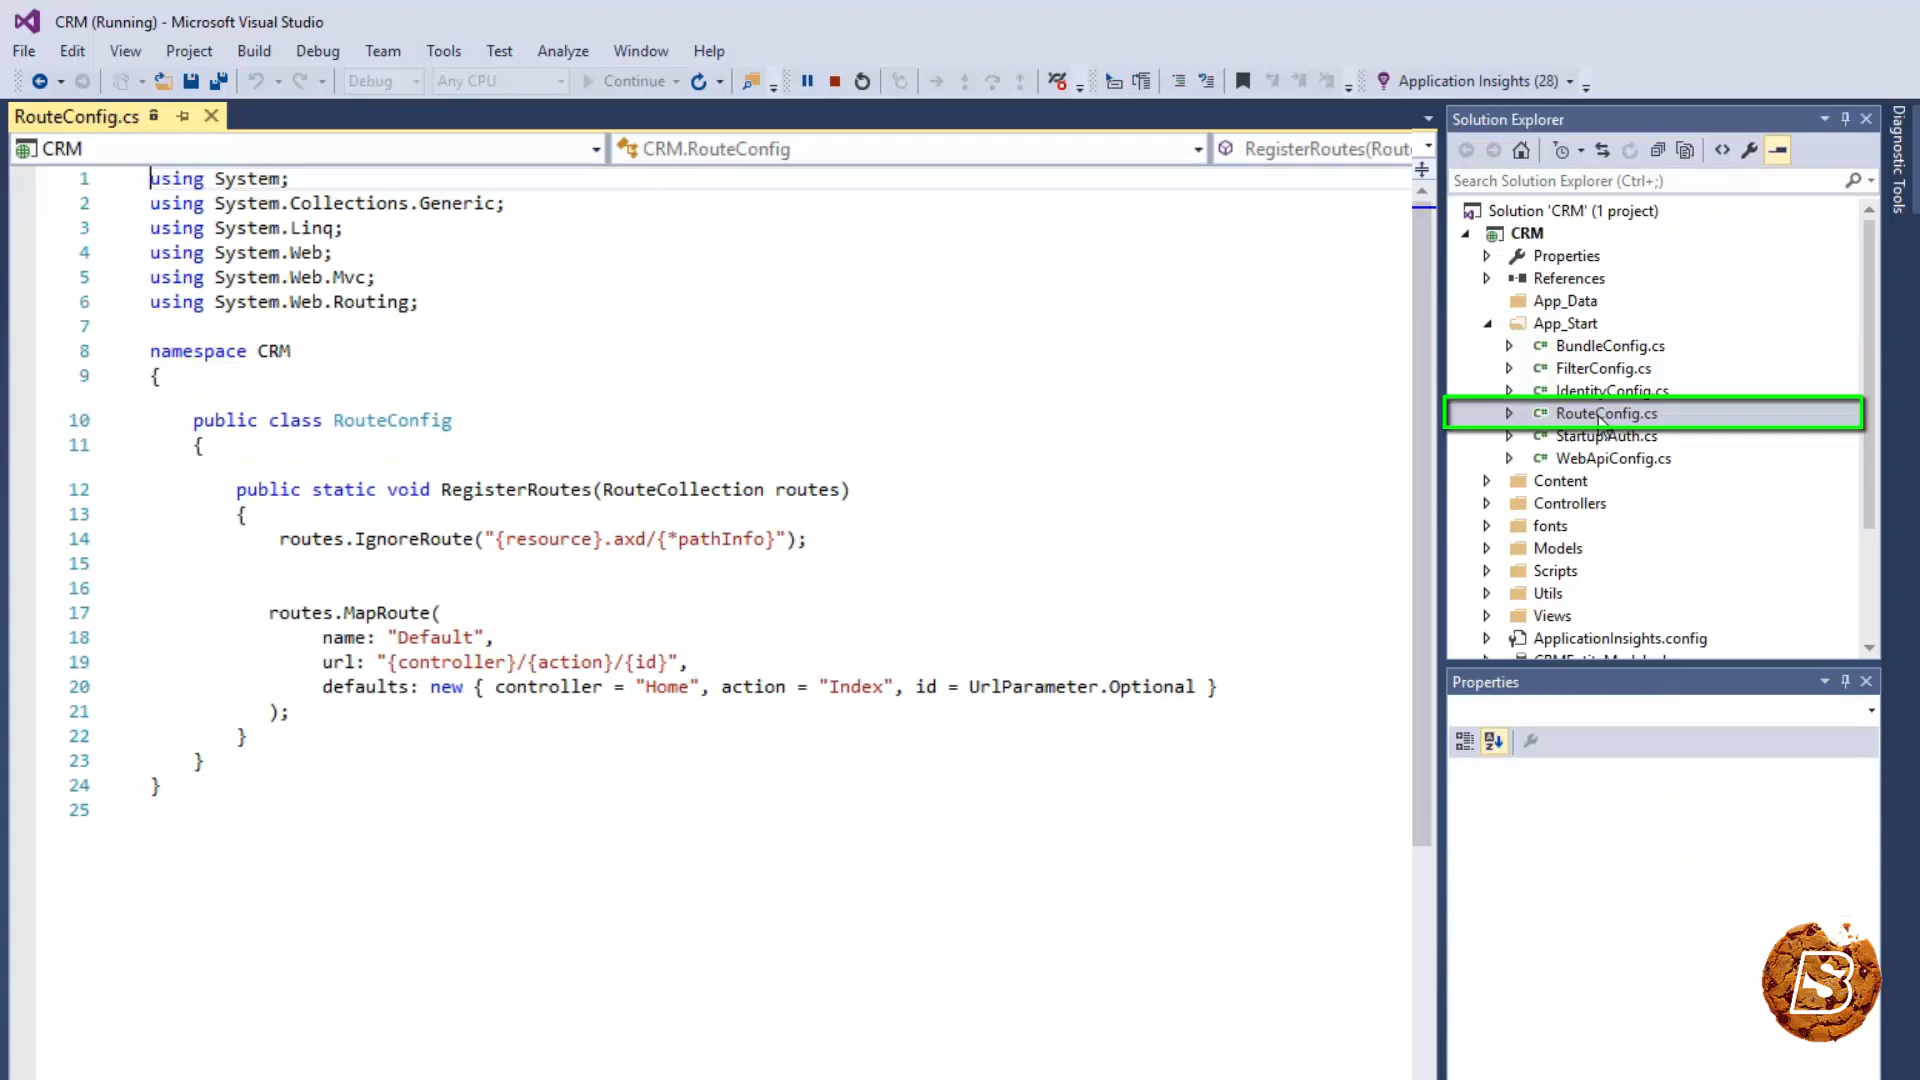 CRM (Running) - Microsoft Visual Studio
File Edit View Project Build Debug Team Tools Test Analyze Window Help
Debug Any CPU Continue Application Insights (28)
RouteConfig.cs
CRM CRM.RouteConfig RegisterRoutes(Rout
1 using System;
2 using System.Collections.Generic;
3 using System.Linq;
4 using System.Web;
5 using System.Web.Mvc;
6 using System.Web.Routing;
7
8 namespace CRM
9 {
10 public class RouteConfig
11 {
12 public static void RegisterRoutes(RouteCollection routes)
13 {
14 routes.IgnoreRoute("{resource}.axd/{*pathInfo}");
15
16
17 routes.MapRoute(
18 name: "Default",
19 url: "{controller}/{action}/{id}",
20 defaults: new { controller = "Home", action = "Index", id = UrlParameter.Optional }
21 );
22 }
23 }
24 }
25
Solution Explorer
Search Solution Explorer (Ctrl+;)
Solution 'CRM' (1 project)
CRM
Properties
References
App_Data
App_Start
C# BundleConfig.cs
C# FilterConfig.cs
C# IdentityConfig.cs
C# RouteConfig.cs
C# Startup.Auth.cs
C# WebApiConfig.cs
Content
Controllers
fonts
Models
Scripts
Utils
Views
ApplicationInsights.config
Properties
Diagnostic Tools